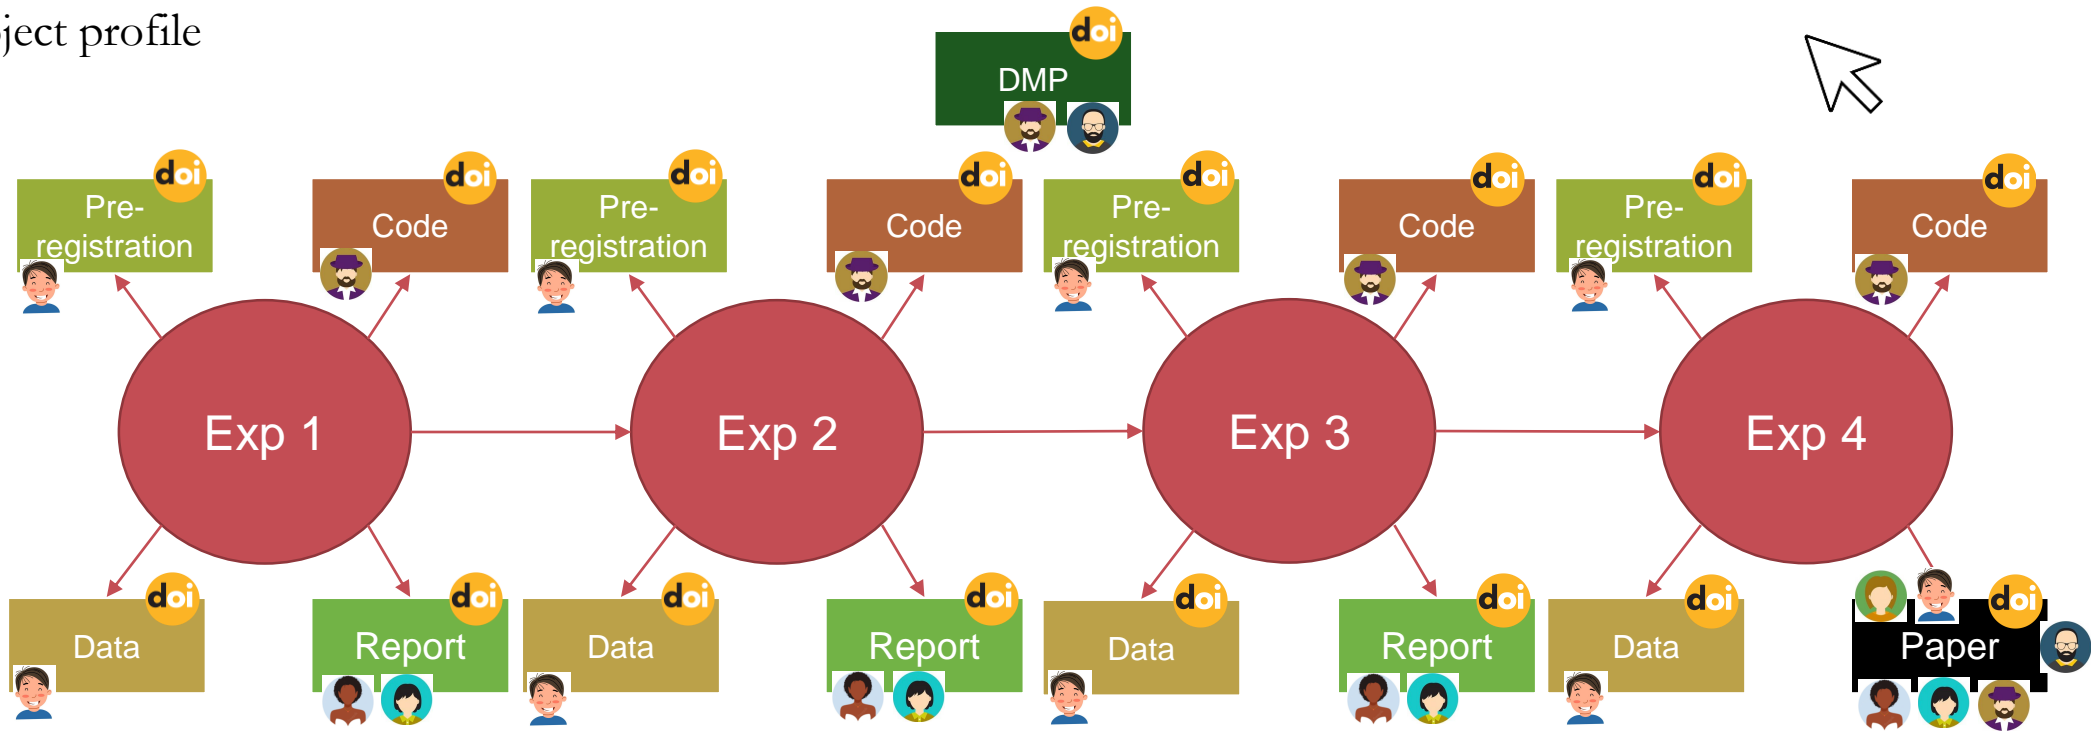 ject profile
doi
DMP
doi
doi
doi
doi
doi
doi
doi
doi
Pre-
registration
Code
Pre-
registration
Code
Pre-
registration
Code
Pre-
registration
Code
Exp 1
Exp 2
Exp 3
Exp 4
doi
doi
doi
doi
doi
doi
doi
doi
Data
Report
Data
Report
Data
Report
Data
Paper